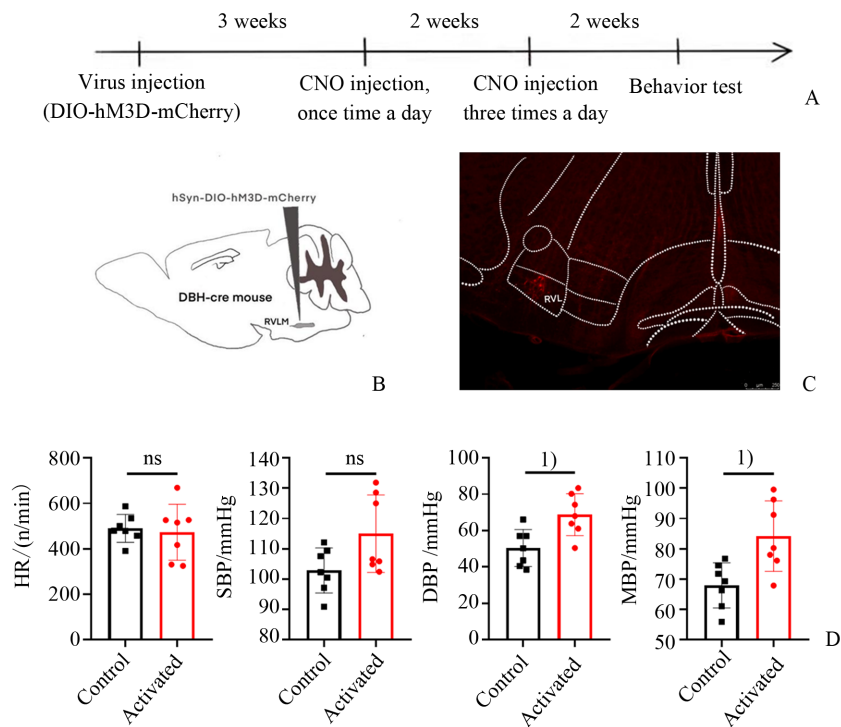 3 weeks 2 weeks 2 weeks
Virus injection CNO injection, CNO injection Behavior test
(DIO-hM3D-mCherry) once time a day three times a day
A
hSyn-DIO-hM3D-mCherry
DBH-cre mouse
RVLM
B
RVL
0 µm 250
C
HR/(n/min)
800
600
400
200
0
ns
Control
Activated
SBP/mmHg
140
130
120
110
100
90
80
ns
Control
Activated
DBP /mmHg
100
80
60
40
20
0
1)
Control
Activated
MBP/mmHg
110
100
90
80
70
60
50
1)
Control
Activated
D